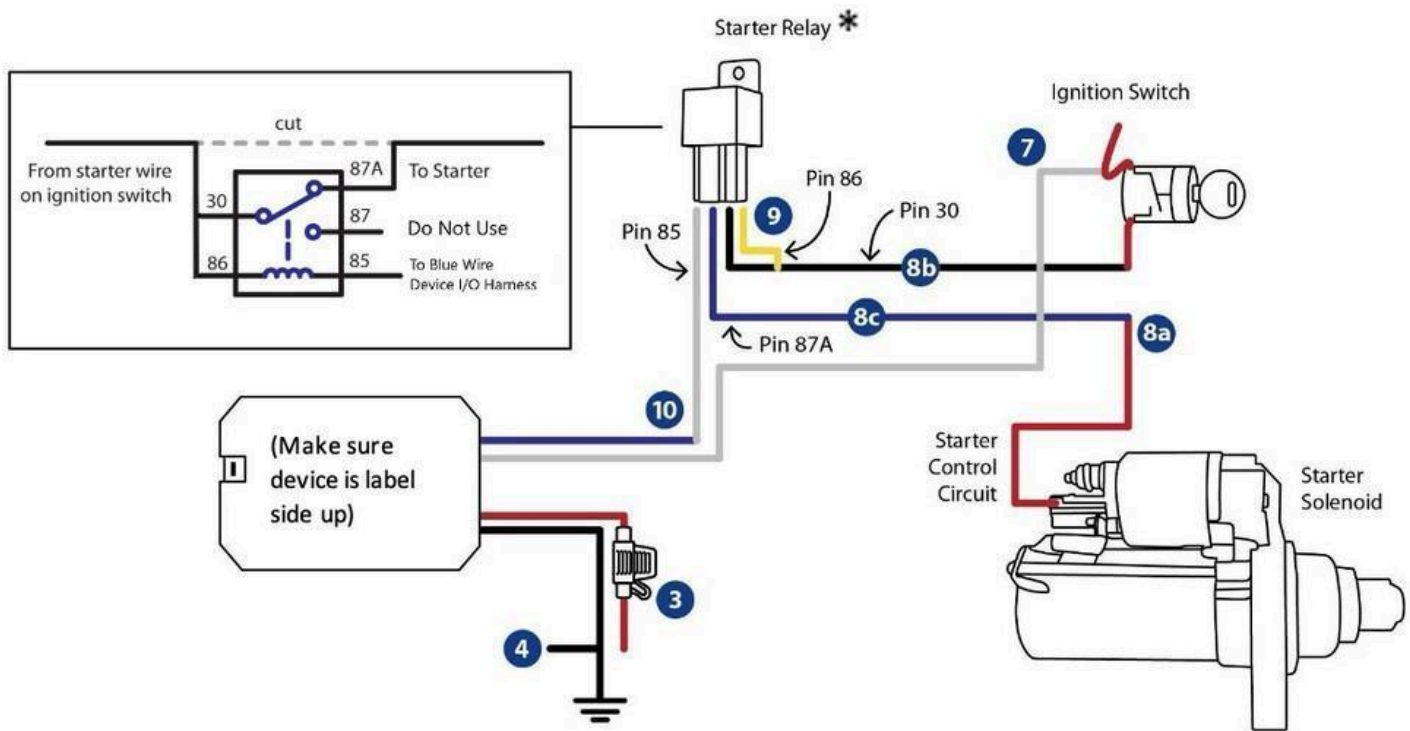 Starter Relay *
Ignition Switch
cut
From starter wire
on ignition switch
87A
To Starter
30
87
Do Not Use
86
85
To Blue Wire
Device I/O Harness
7
Pin 86
9
Pin 30
Pin 85
8b
8c
8a
Pin 87A
10
(Make sure
device is label
side up)
Starter
Control
Circuit
Starter
Solenoid
3
4